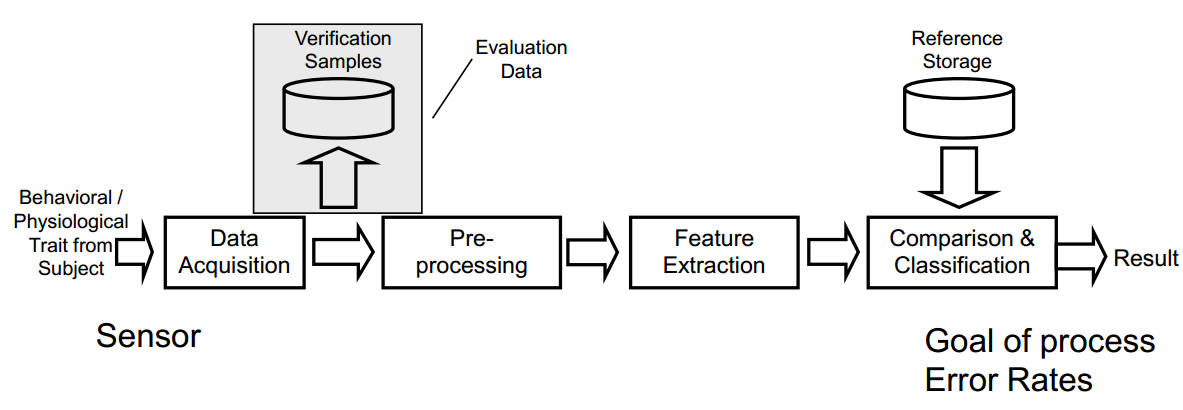 Verification
Samples
Evaluation
Data
Reference
Storage
Behavioral /
Physiological
Trait from
Subject
Data
Acquisition
Pre-
processing
Feature
Extraction
Comparison &
Classification
Result
Sensor
Goal of process
Error Rates